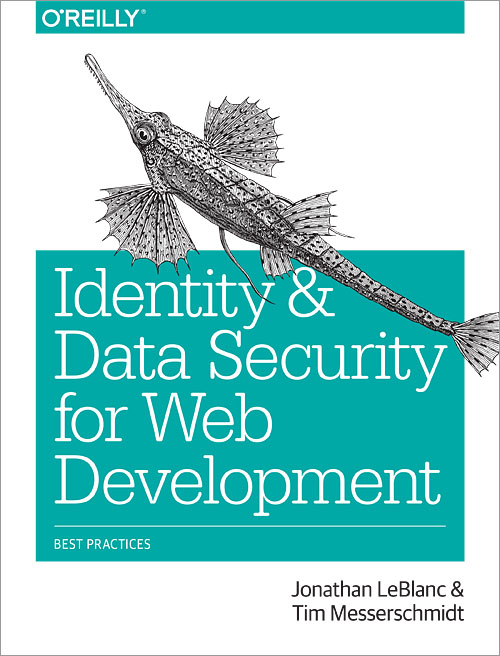 O'REILLY®
Identity &
Data Security
for Web
Development
BEST PRACTICES
Jonathan LeBlanc &
Tim Messerschmidt